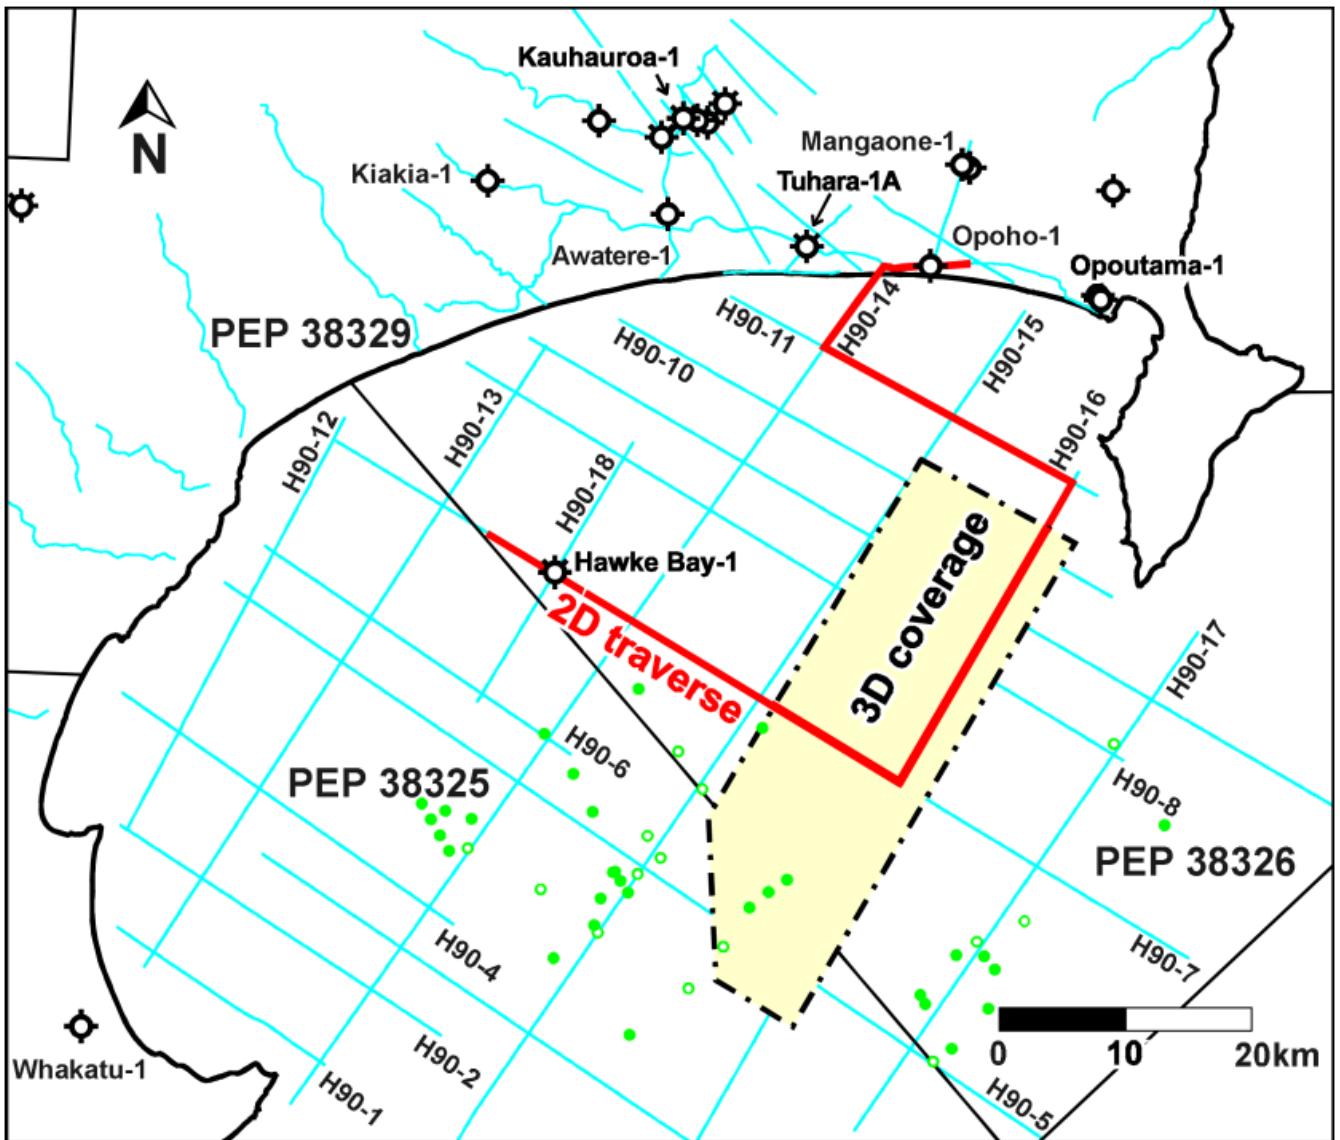 Kauhauroa-1
N
Mangaone-1
Kiakia-1
Tuhara-1A
Opoho-1
Awatere-1
Opoutama-1
PEP 38329
H90-11
H90-14
H90-10
H90-15
H90-13
H90-12
H90-16
H90-18
Hawke Bay-1
2D traverse
3D coverage
H90-17
H90-6
PEP 38325
H90-8
PEP 38326
H90-4
H90-7
0 10 20km
Whakatu-1
H90-2
H90-1
H90-5